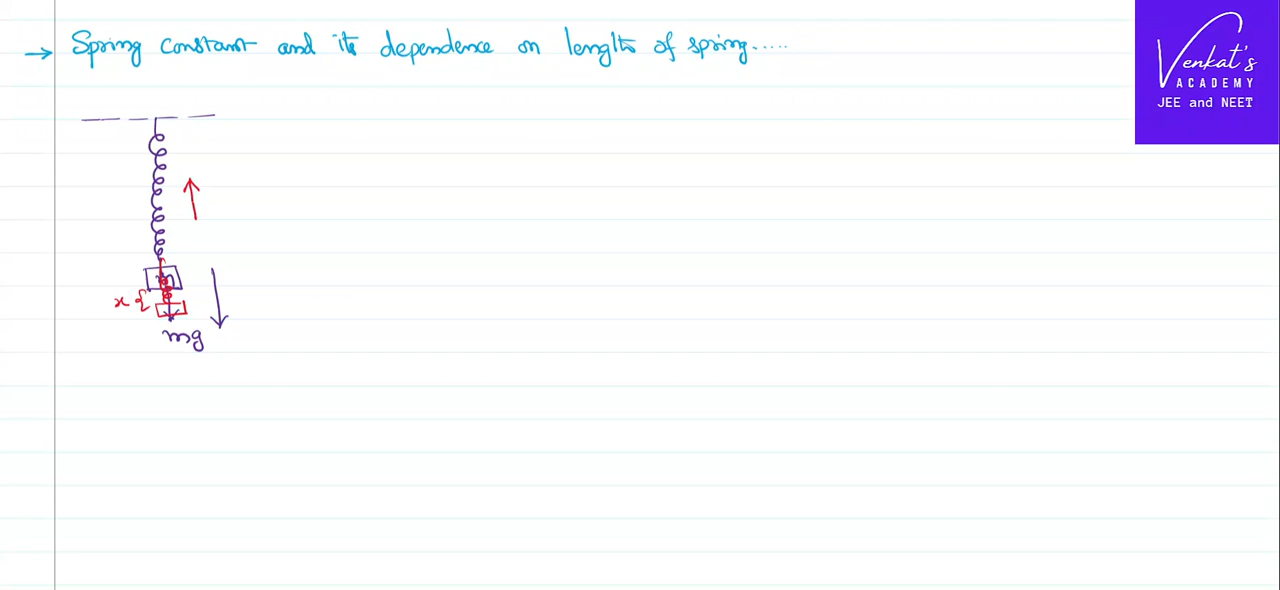 → Spring constant and its dependence on length of spring.....
Venkat's
ACADEMY
JEE and NEET
m
x {
mg